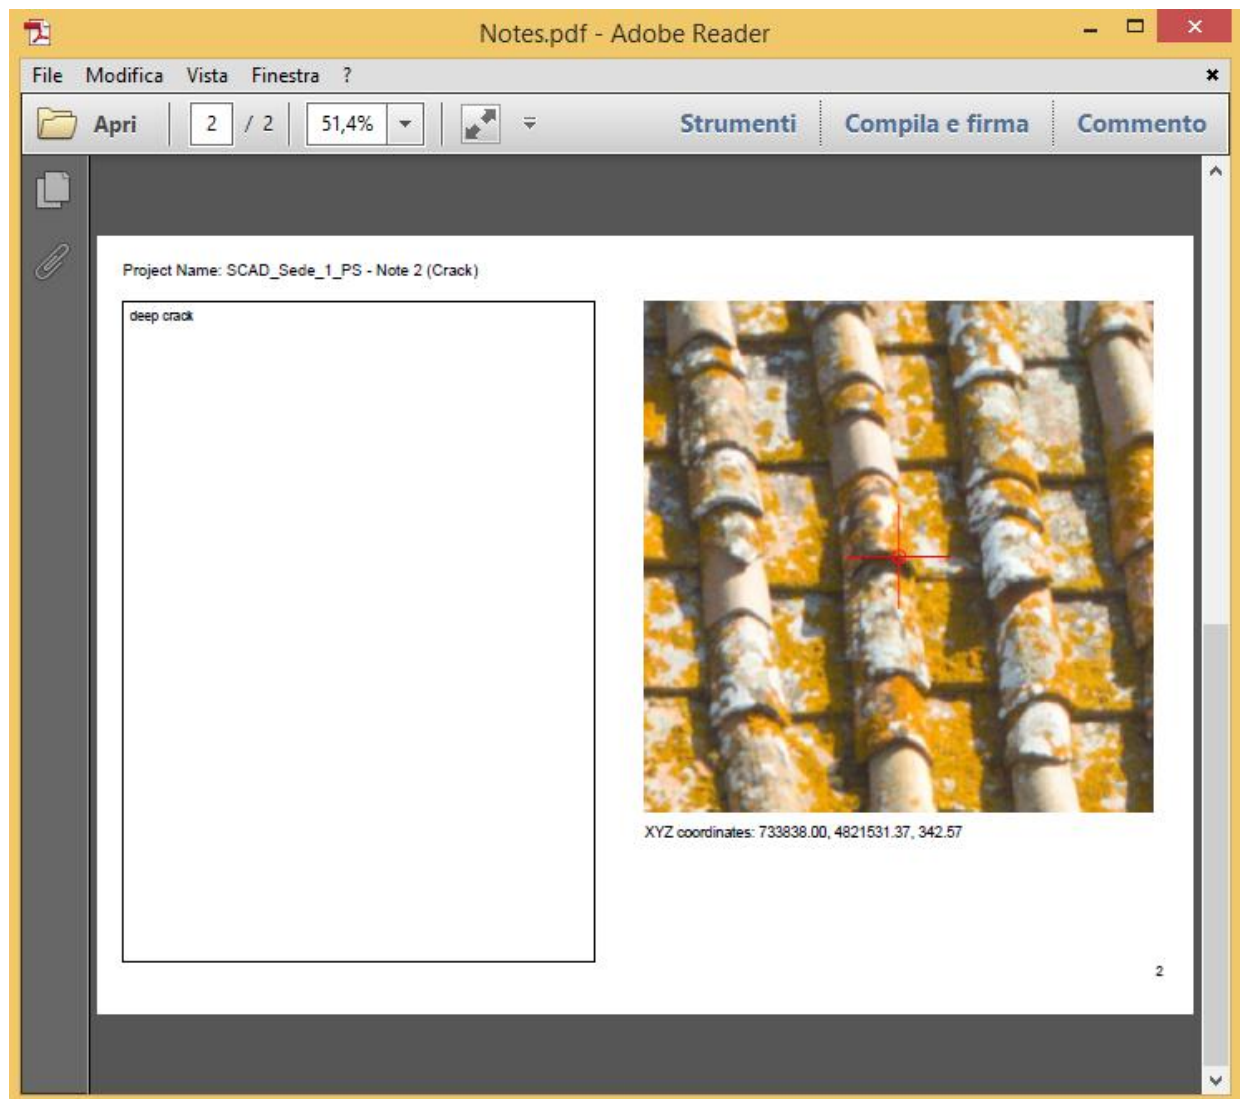 Notes.pdf - Adobe Reader
File Modifica Vista Finestra ?
Apri 2 / 2 51,4% Strumenti Compila e firma Commento
Project Name: SCAD_Sede_1_PS - Note 2 (Crack)
deep crack
XYZ coordinates: 733838.00, 4821531.37, 342.57
2